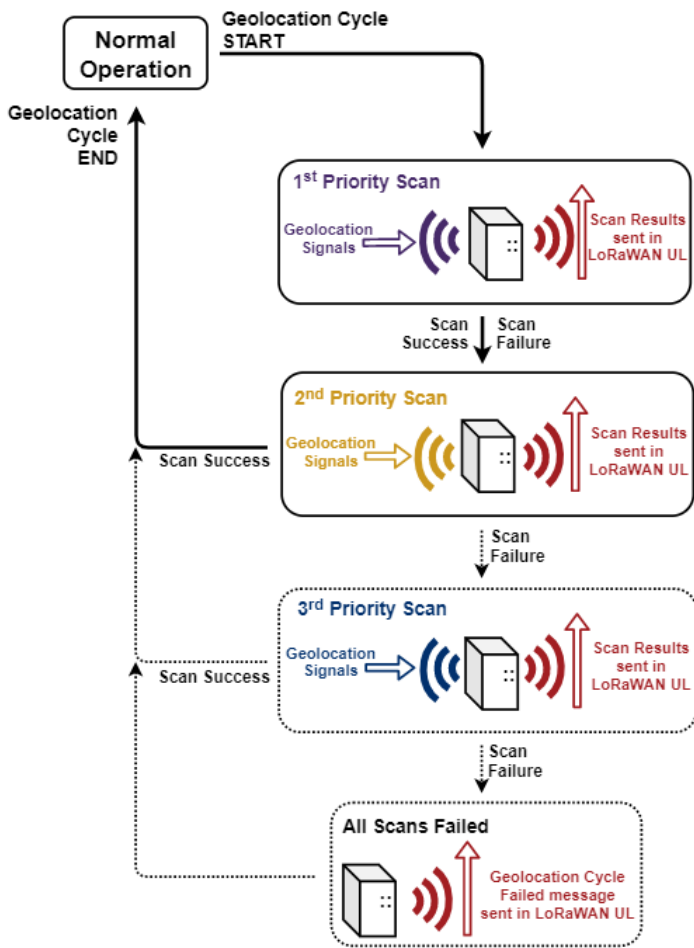 Normal
Operation
Geolocation Cycle
START
Geolocation
Cycle
END
1st Priority Scan
Geolocation
Signals
Scan Results
sent in
LoRaWAN UL
Scan
Success
Scan
Failure
2nd Priority Scan
Geolocation
Signals
Scan Results
sent in
LoRaWAN UL
Scan Success
Scan
Failure
3rd Priority Scan
Geolocation
Signals
Scan Results
sent in
LoRaWAN UL
Scan Success
Scan
Failure
All Scans Failed
Geolocation Cycle
Failed message
sent in LoRaWAN UL